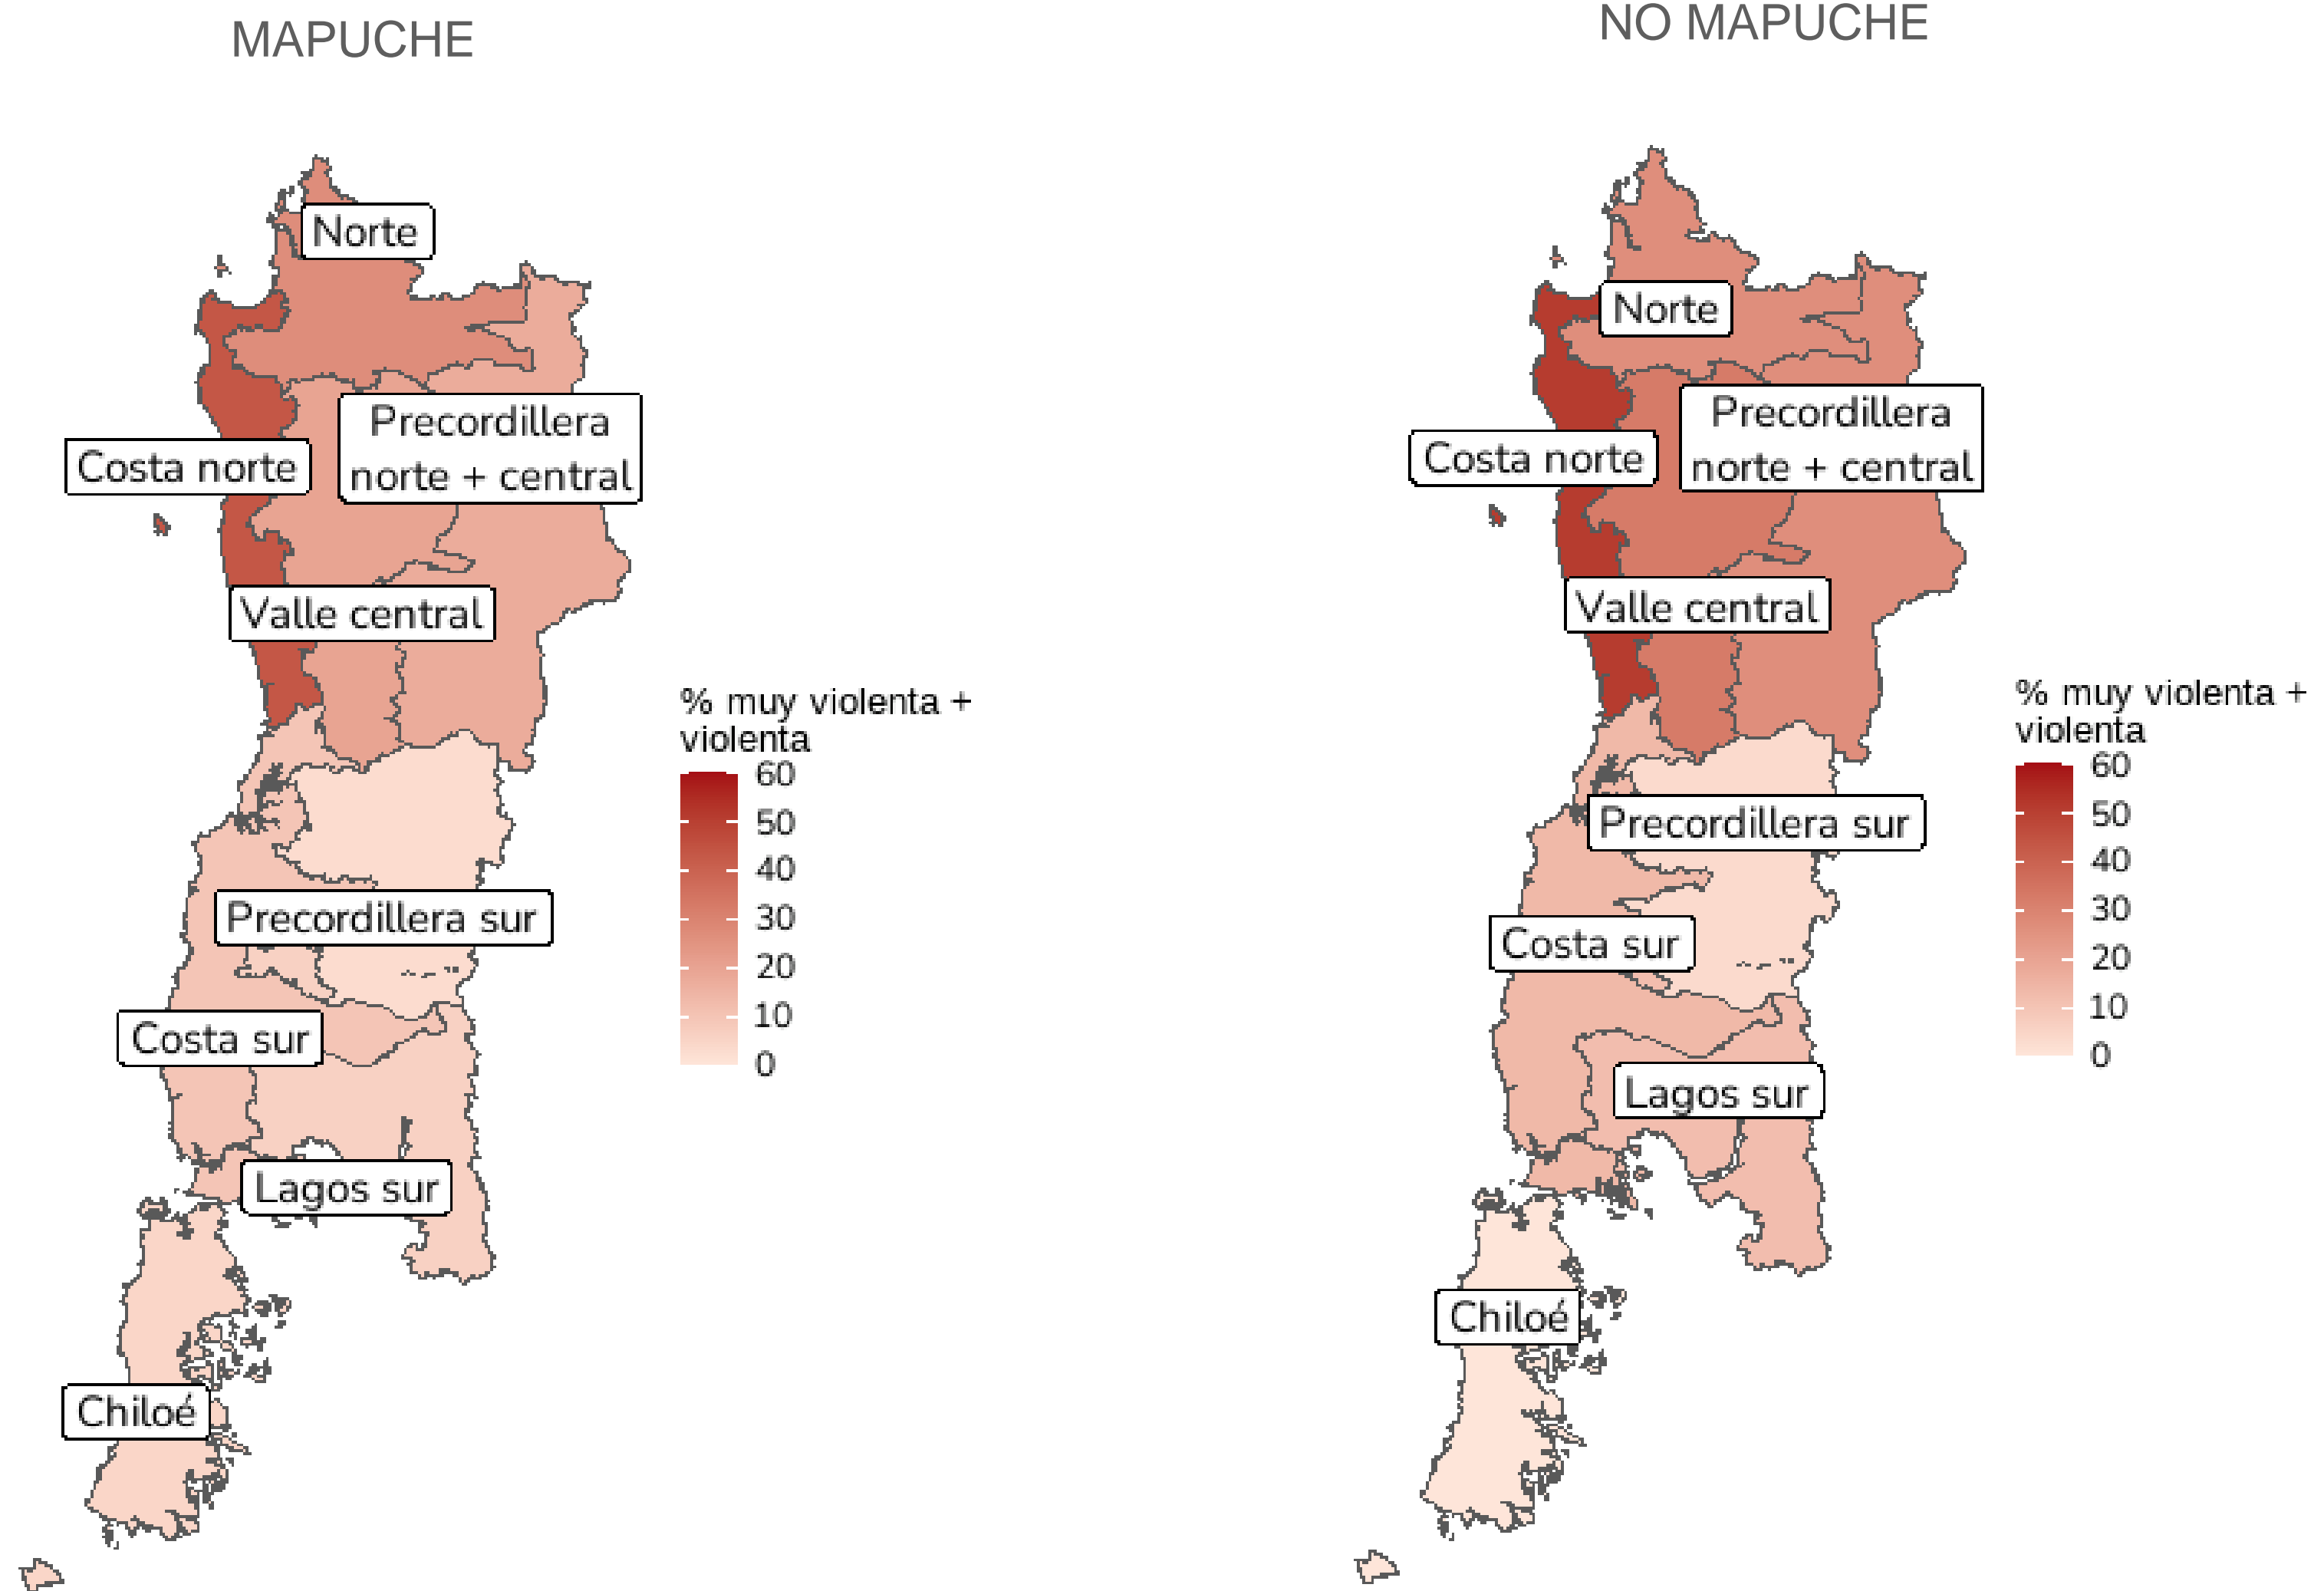 MAPUCHE
Norte
Precordillera
norte + central
Costa norte
Valle central
% muy violenta +
violenta
60
50
40
30
20
10
0
Precordillera sur
Costa sur
Lagos sur
Chiloé
NO MAPUCHE
Norte
Precordillera
norte + central
Costa norte
Valle central
% muy violenta +
violenta
60
50
40
30
20
10
0
Precordillera sur
Costa sur
Lagos sur
Chiloé